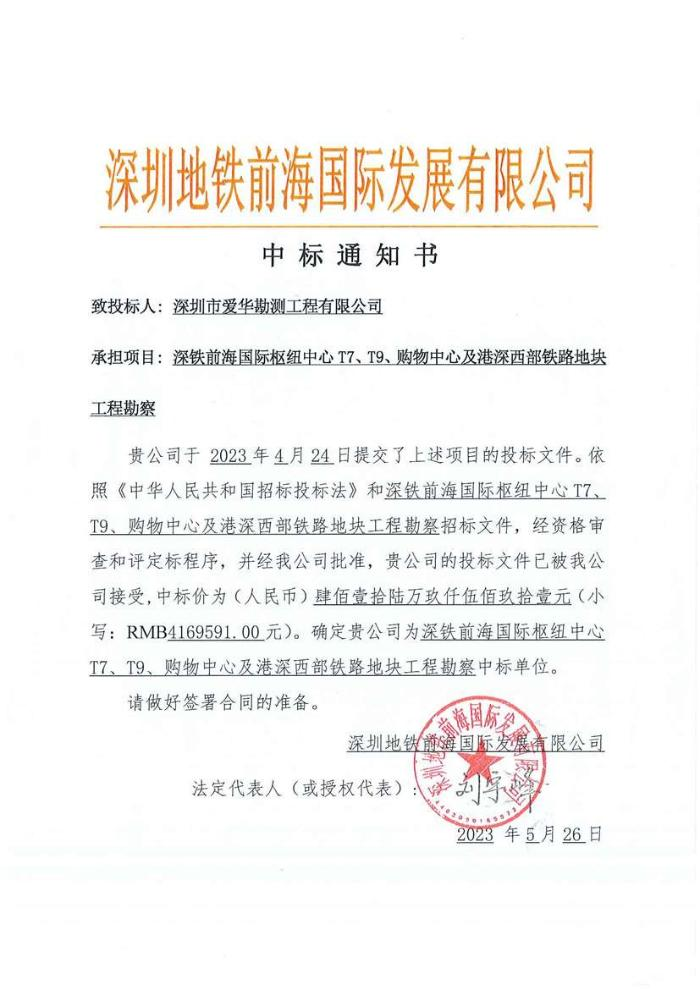 深圳地铁前海国际发展有限公司
中标通知书
致投标人：深圳市爱华勘测工程有限公司
承担项目：深铁前海国际枢纽中心 T7、T9、购物中心及港深西部铁路地块
工程勘察
贵公司于 2023 年 4 月 24 日提交了上述项目的投标文件。依
照《中华人民共和国招标投标法》和深铁前海国际枢纽中心 T7、
T9、购物中心及港深西部铁路地块工程勘察招标文件，经资格审
查和评定标程序，并经我公司批准，贵公司的投标文件已被我公
司接受,中标价为（人民币）肆佰壹拾陆万玖仟伍佰玖拾壹元（小
写：RMB4169591.00 元）。确定贵公司为深铁前海国际枢纽中心
T7、T9、购物中心及港深西部铁路地块工程勘察中标单位。
请做好签署合同的准备。
深圳地铁前海国际发展有限公司
深圳地铁前海国际发展有限公司
法定代表人（或授权代表）：
2023 年 5 月 26 日